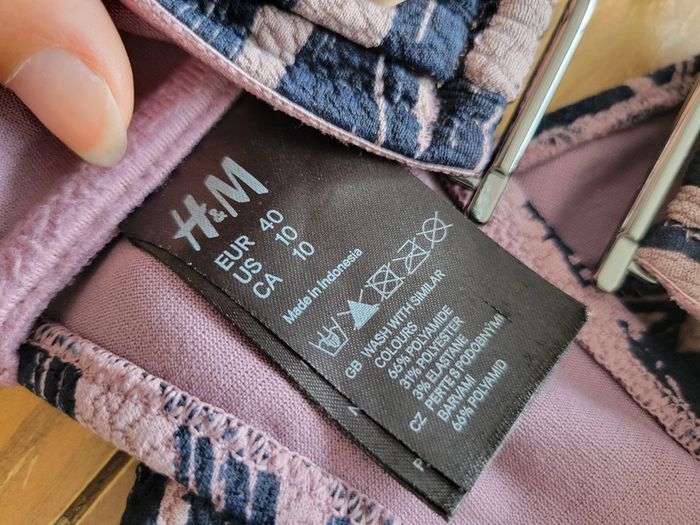 H&M
EUR 40
US 10
CA 10
Made in Indonesia
GB WASH WITH SIMILAR
COLOURS
66% POLYAMIDE
31% POLYESTER
3% ELASTANE
CZ PERTE S PODOBNÝMI
BARVAMI
66% POLYAMID